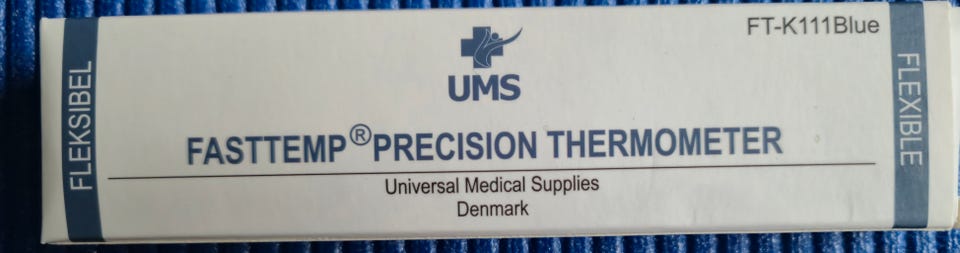 FT-K111Blue
UMS
FLEKSIBEL
FASTTEMP® PRECISION THERMOMETER
FLEXIBLE
Universal Medical Supplies
Denmark